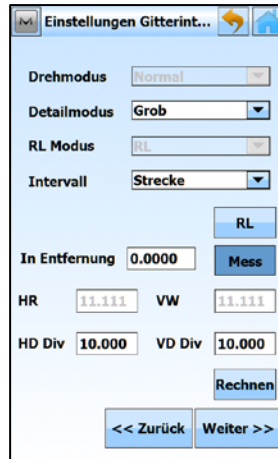 Einstellungen Gitterint...
Drehmodus Normal
Detailmodus Grob
RL Modus RL
Intervall Strecke
RL
In Entfernung 0.0000 Mess
HR 11.111 VW 11.111
HD Div 10.000 VD Div 10.000
Rechnen
<< Zurück Weiter >>